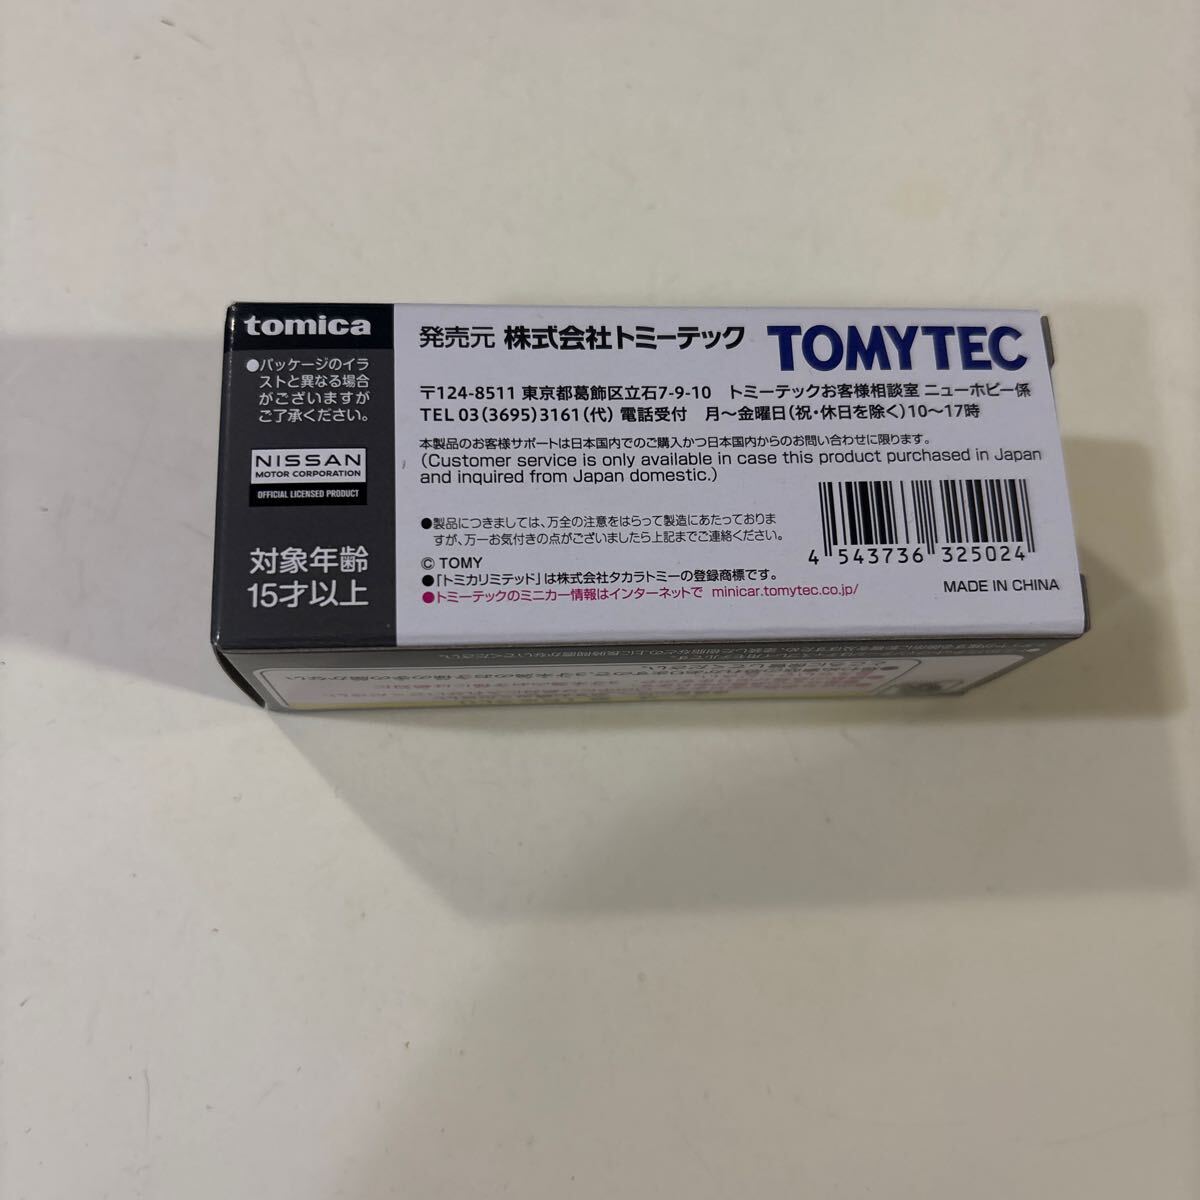 tomica
●パッケージのイラ
ストと異なる場合
がございますが
ご了承ください。
NISSAN
MOTOR CORPORATION
OFFICIAL LICENSED PRODUCT
対象年齢
15才以上
発売元 株式会社トミーテック TOMYTEC
〒124-8511 東京都葛飾区立石7-9-10 トミーテックお客様相談室 ニューホビー係
TEL 03(3695)3161(代) 電話受付 月〜金曜日(祝・休日を除く)10〜17時
本製品のお客様サポートは日本国内でのご購入かつ日本国内からのお問い合わせに限ります。
(Customer service is only available in case this product purchased in Japan
and inquired from Japan domestic.)
●製品につきましては、万全の注意をはらって製造にあたっておりま
すが、万一お気付きの点がございましたら上記までご連絡ください。
© TOMY
●「トミカリミテッド」は株式会社タカラトミーの登録商標です。
●トミーテックのミニカー情報はインターネットで minicar.tomytec.co.jp/
4 543736 325024
MADE IN CHINA